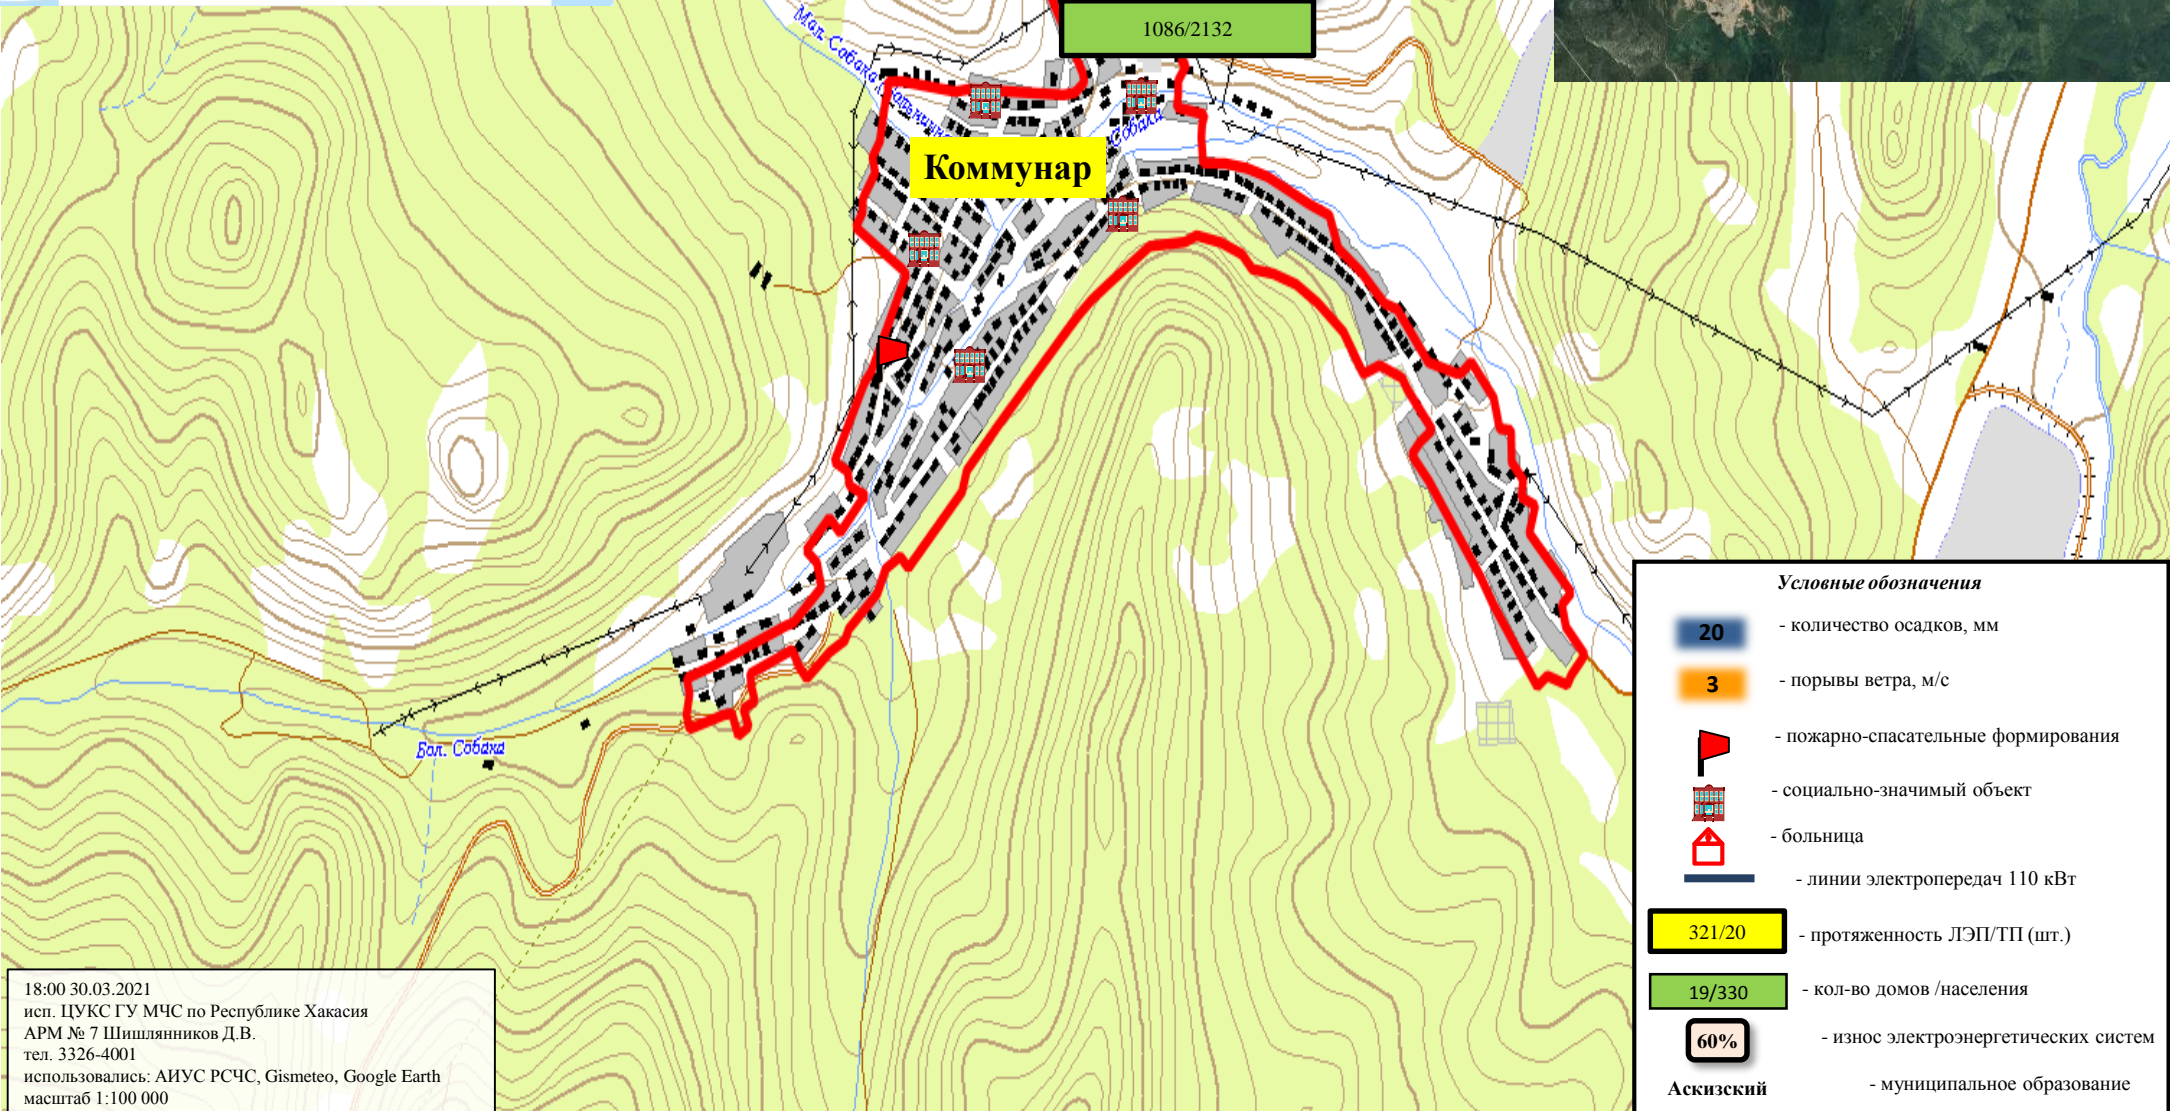 1086/2132
Мал. Собака
Собака
Коммунар
Бол. Собака
Условные обозначения
20 - количество осадков, мм
3 - порывы ветра, м/с
- пожарно-спасательные формирования
- социально-значимый объект
- больница
- линии электропередач 110 кВт
321/20 - протяженность ЛЭП/ТП (шт.)
19/330 - кол-во домов /населения
60% - износ электроэнергетических систем
Аскизский - муниципальное образование
18:00 30.03.2021
исп. ЦУКС ГУ МЧС по Республике Хакасия
АРМ № 7 Шишлянников Д.В.
тел. 3326-4001
использовались: АИУС РСЧС, Gismeteo, Google Earth
масштаб 1:100 000